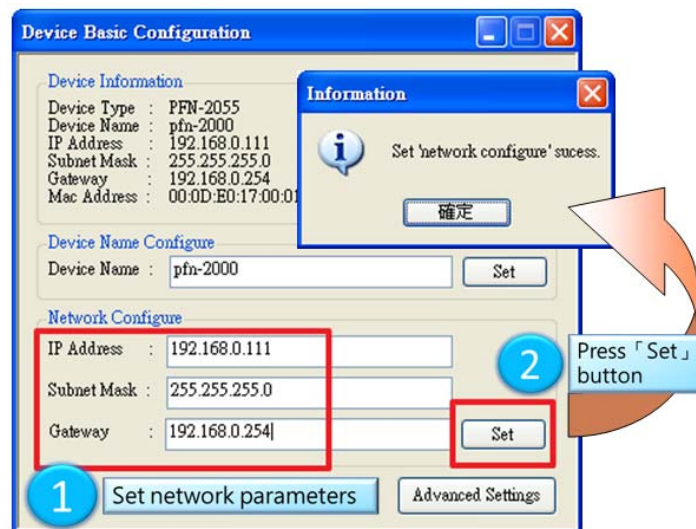 Device Basic Configuration
Device Information
Device Type : PFN-2055
Device Name : pfn-2000
IP Address : 192.168.0.111
Subnet Mask : 255.255.255.0
Gateway : 192.168.0.254
Mac Address : 00:0D:E0:17:00:01
Information
Set 'network configure' sucess.
確定
Device Name Configure
Device Name : pfn-2000
Set
Network Configure
IP Address : 192.168.0.111
Subnet Mask : 255.255.255.0
Gateway : 192.168.0.254
Set
2
Press「Set」
button
1
Set network parameters
Advanced Settings